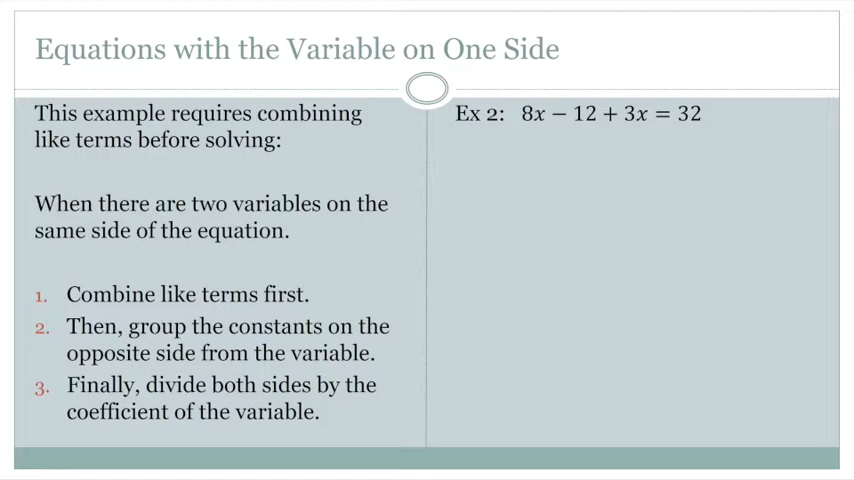 Equations with the Variable on One Side
This example requires combining
like terms before solving:
When there are two variables on the
same side of the equation.
1. Combine like terms first.
2. Then, group the constants on the
opposite side from the variable.
3. Finally, divide both sides by the
coefficient of the variable.
Ex 2: 8x − 12 + 3x = 32